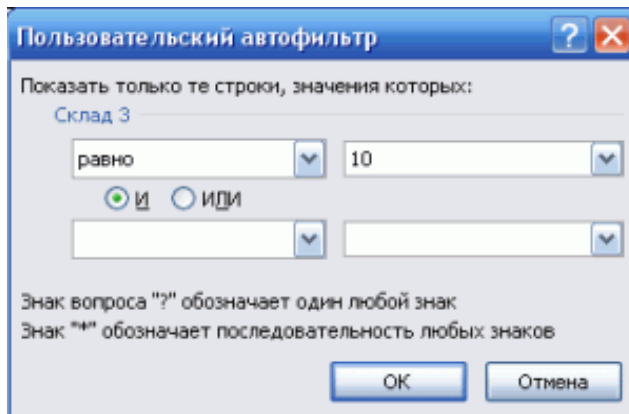 Пользовательский автофильтр
Показать только те строки, значения которых:
Склад 3
равно 10
И ИЛИ
Знак вопроса "?" обозначает один любой знак
Знак "*" обозначает последовательность любых знаков
ОК Отмена